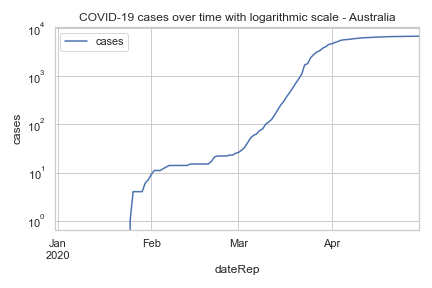 COVID-19 cases over time with logarithmic scale - Australia
cases
10⁴
10³
10²
10¹
10⁰
cases
Jan
2020
Feb
Mar
Apr
dateRep